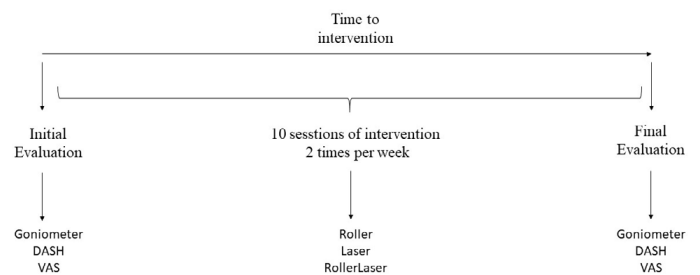 Time to
intervention
Initial
Evaluation
10 sesstions of intervention
2 times per week
Final
Evaluation
Goniometer
DASH
VAS
Roller
Laser
RollerLaser
Goniometer
DASH
VAS